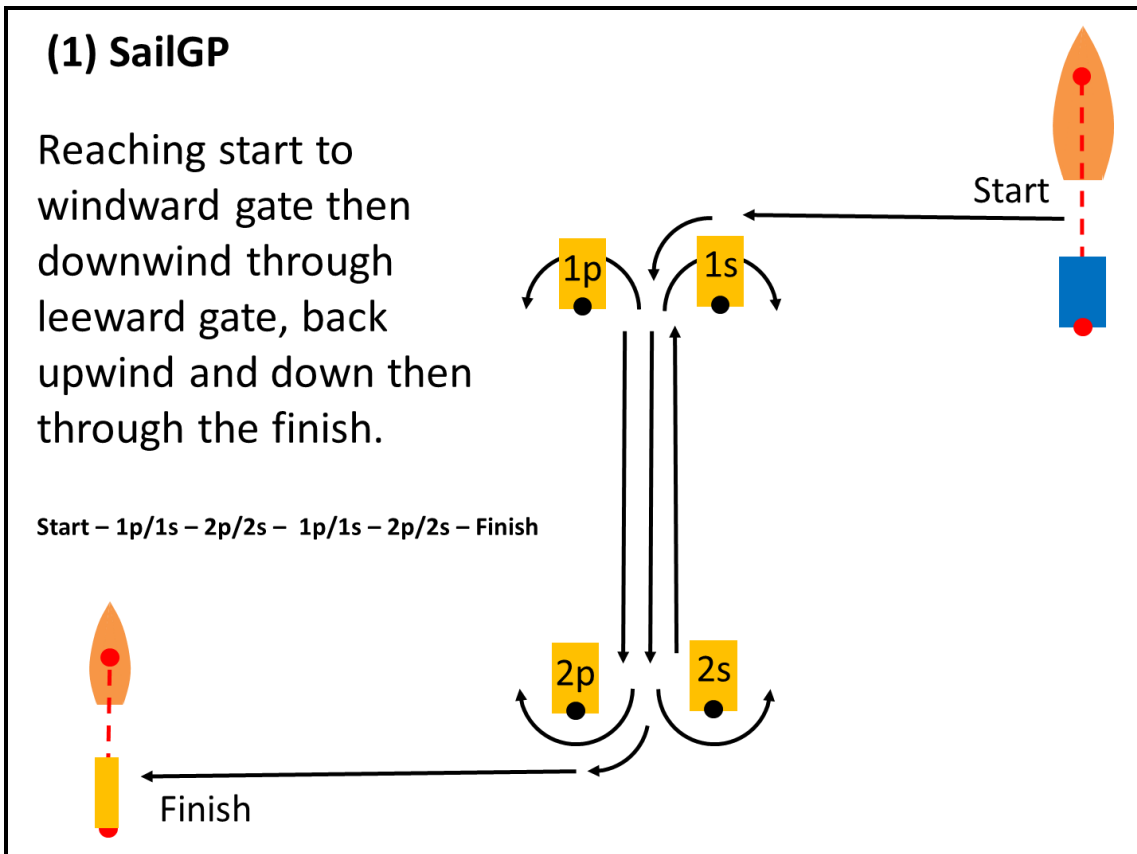 (1) SailGP
Reaching start to
windward gate then
downwind through
leeward gate, back
upwind and down then
through the finish.
Start – 1p/1s – 2p/2s –  1p/1s – 2p/2s – Finish
Start
1p
1s
2p
2s
Finish